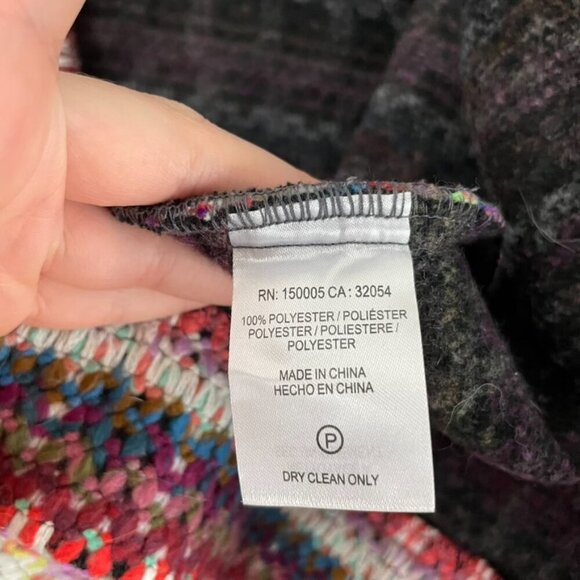 RN: 150005 CA: 32054
100% POLYESTER / POLIÉSTER
POLYESTER / POLIESTERE /
POLYESTER
MADE IN CHINA
HECHO EN CHINA
P
DRY CLEAN ONLY